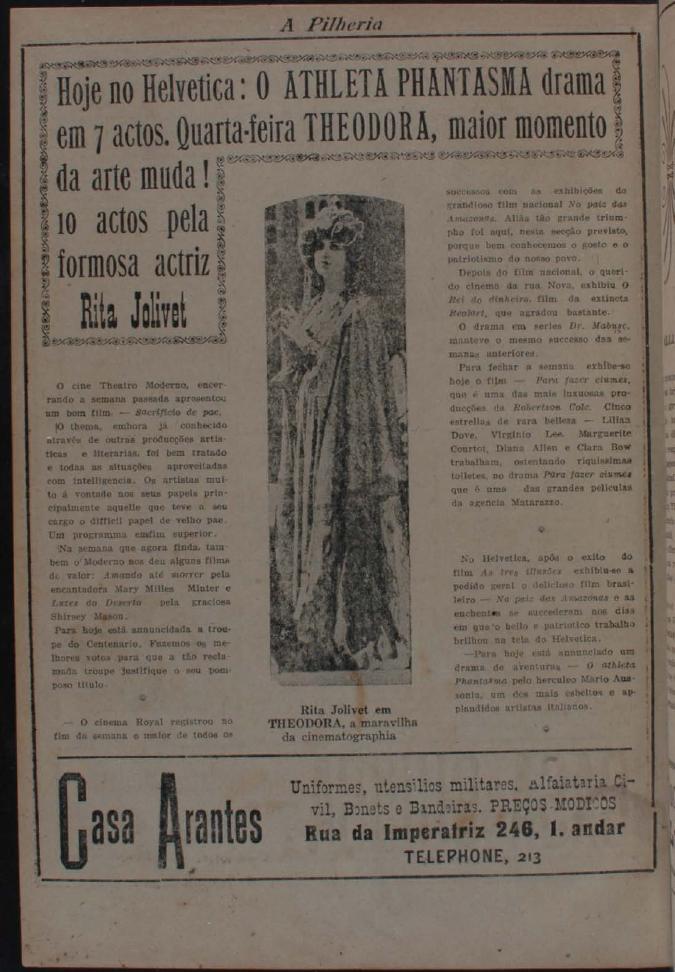 A Pilheria
Hoje no Helvetica: O ATHLETA PHANTASMA drama
em 7 actos. Quarta-feira THEODORA, maior momento
da arte muda!
10 actos pela
formosa actriz
Rita Jolivet
O cine Theatro Moderno, encer-
rando a semana passada apresentou
um bom film. — Sacrificio de pae.
O thema, embora já conhecido
através de outras producções artis-
ticas e literarias, foi bem tratado
e todas as situações aproveitadas
com intelligencia. Os artistas mui-
to á vontade nos seus papeis prin-
cipalmente aquelle que teve a seu
cargo o difficil papel de velho pae.
Um programma emfim superior.
Na semana que agora finda, tam-
bem o Moderno nos deu alguns films
de valor: Amando até morrer pela
encantadora Mary Milles Minter e
Luzes do Deserto pela graciosa
Shirsey Mason.
Para hoje está annuncidada a trou-
pe do Centenario. Fazemos os me-
lhores votos para que a tão recla-
mada troupe justifique o seu pom-
poso titulo.
— O cinema Royal registrou no
fim da semana o maior de todos os
Rita Jolivet em
THEODORA, a maravilha
da cinematographia
successos com as exhibições do
grandioso film nacional No paiz das
Amazonas. Aliás tão grande trium-
pho foi aqui, nesta secção previsto,
porque bem conhecemos o gosto e o
patriotismo do nosso povo.
Depois do film nacional, o queri-
do cinema da rua Nova, exhibiu O
Rei do dinheiro, film da extincta
Realart, que agradou bastante.
O drama em series Dr. Mabuse,
manteve o mesmo successo das se-
manas anteriores.
Para fechar a semana exhibe-se
hoje o film — Para fazer ciumes,
que é uma das mais luxuosas pro-
ducções da Robertson Cole. Cinco
estrellas de rara belleza — Lilian
Dove, Virginio Lee, Marguerite
Courtot, Diana Allen e Clara Bow
trabalham, ostentando riquissimas
toiletes, no drama Para fazer ciumes
que é uma das grandes peliculas
da agencia Matarazzo.
No Helvetica, após o exito do
film As tres illusões exhibiu-se a
pedido geral o delicioso film brasi-
leiro — No paiz das Amazonas e as
enchentes se succederam nos dias
em que o bello e patriotico trabalho
brilhou na tela do Helvetica.
— Para hoje está annunciado um
drama de aventuras — O athleta
Phantasma pelo herculeo Mario Aus-
sonia, um dos mais esbeltos e ap-
plandidos artistas italianos.
Casa Arantes
Uniformes, utensilios militares. Alfaiataria Ci-
vil, Bonets e Bandeiras. PREÇOS MODICOS
Rua da Imperatriz 246, 1. andar
TELEPHONE, 213